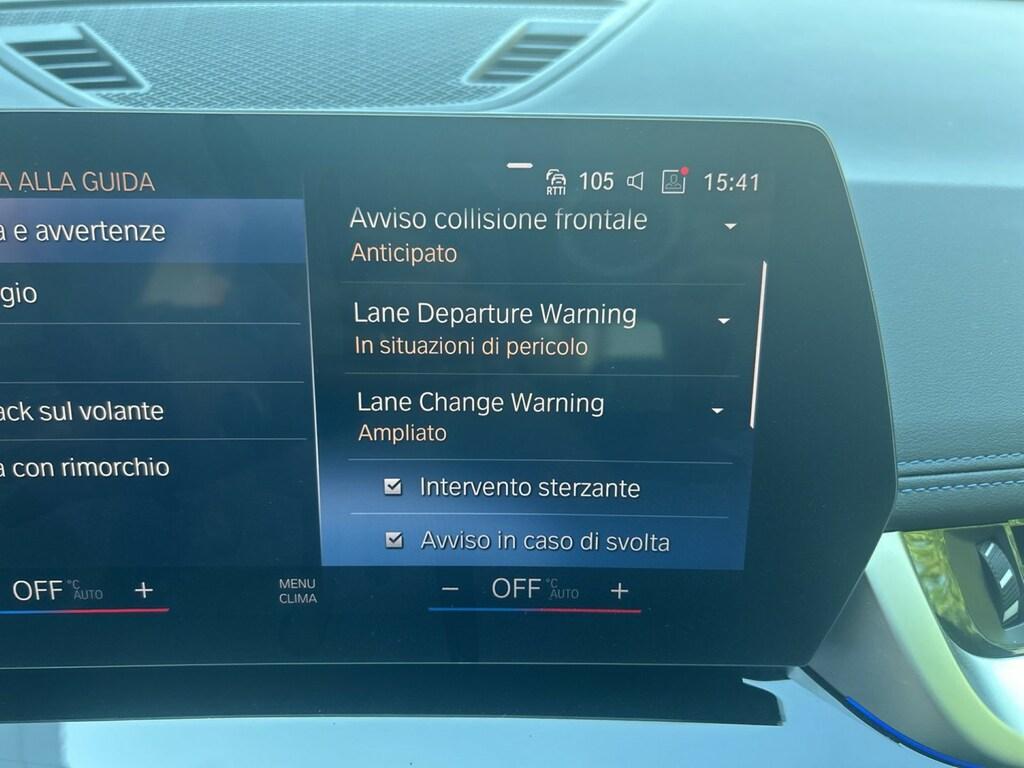 A ALLA GUIDA
RTTI 105 15:41
a e avvertenze
gio
ack sul volante
a con rimorchio
Avviso collisione frontale
Anticipato
Lane Departure Warning
In situazioni di pericolo
Lane Change Warning
Ampliato
Intervento sterzante
Avviso in caso di svolta
OFF °C AUTO +
MENU
CLIMA
− OFF °C AUTO +